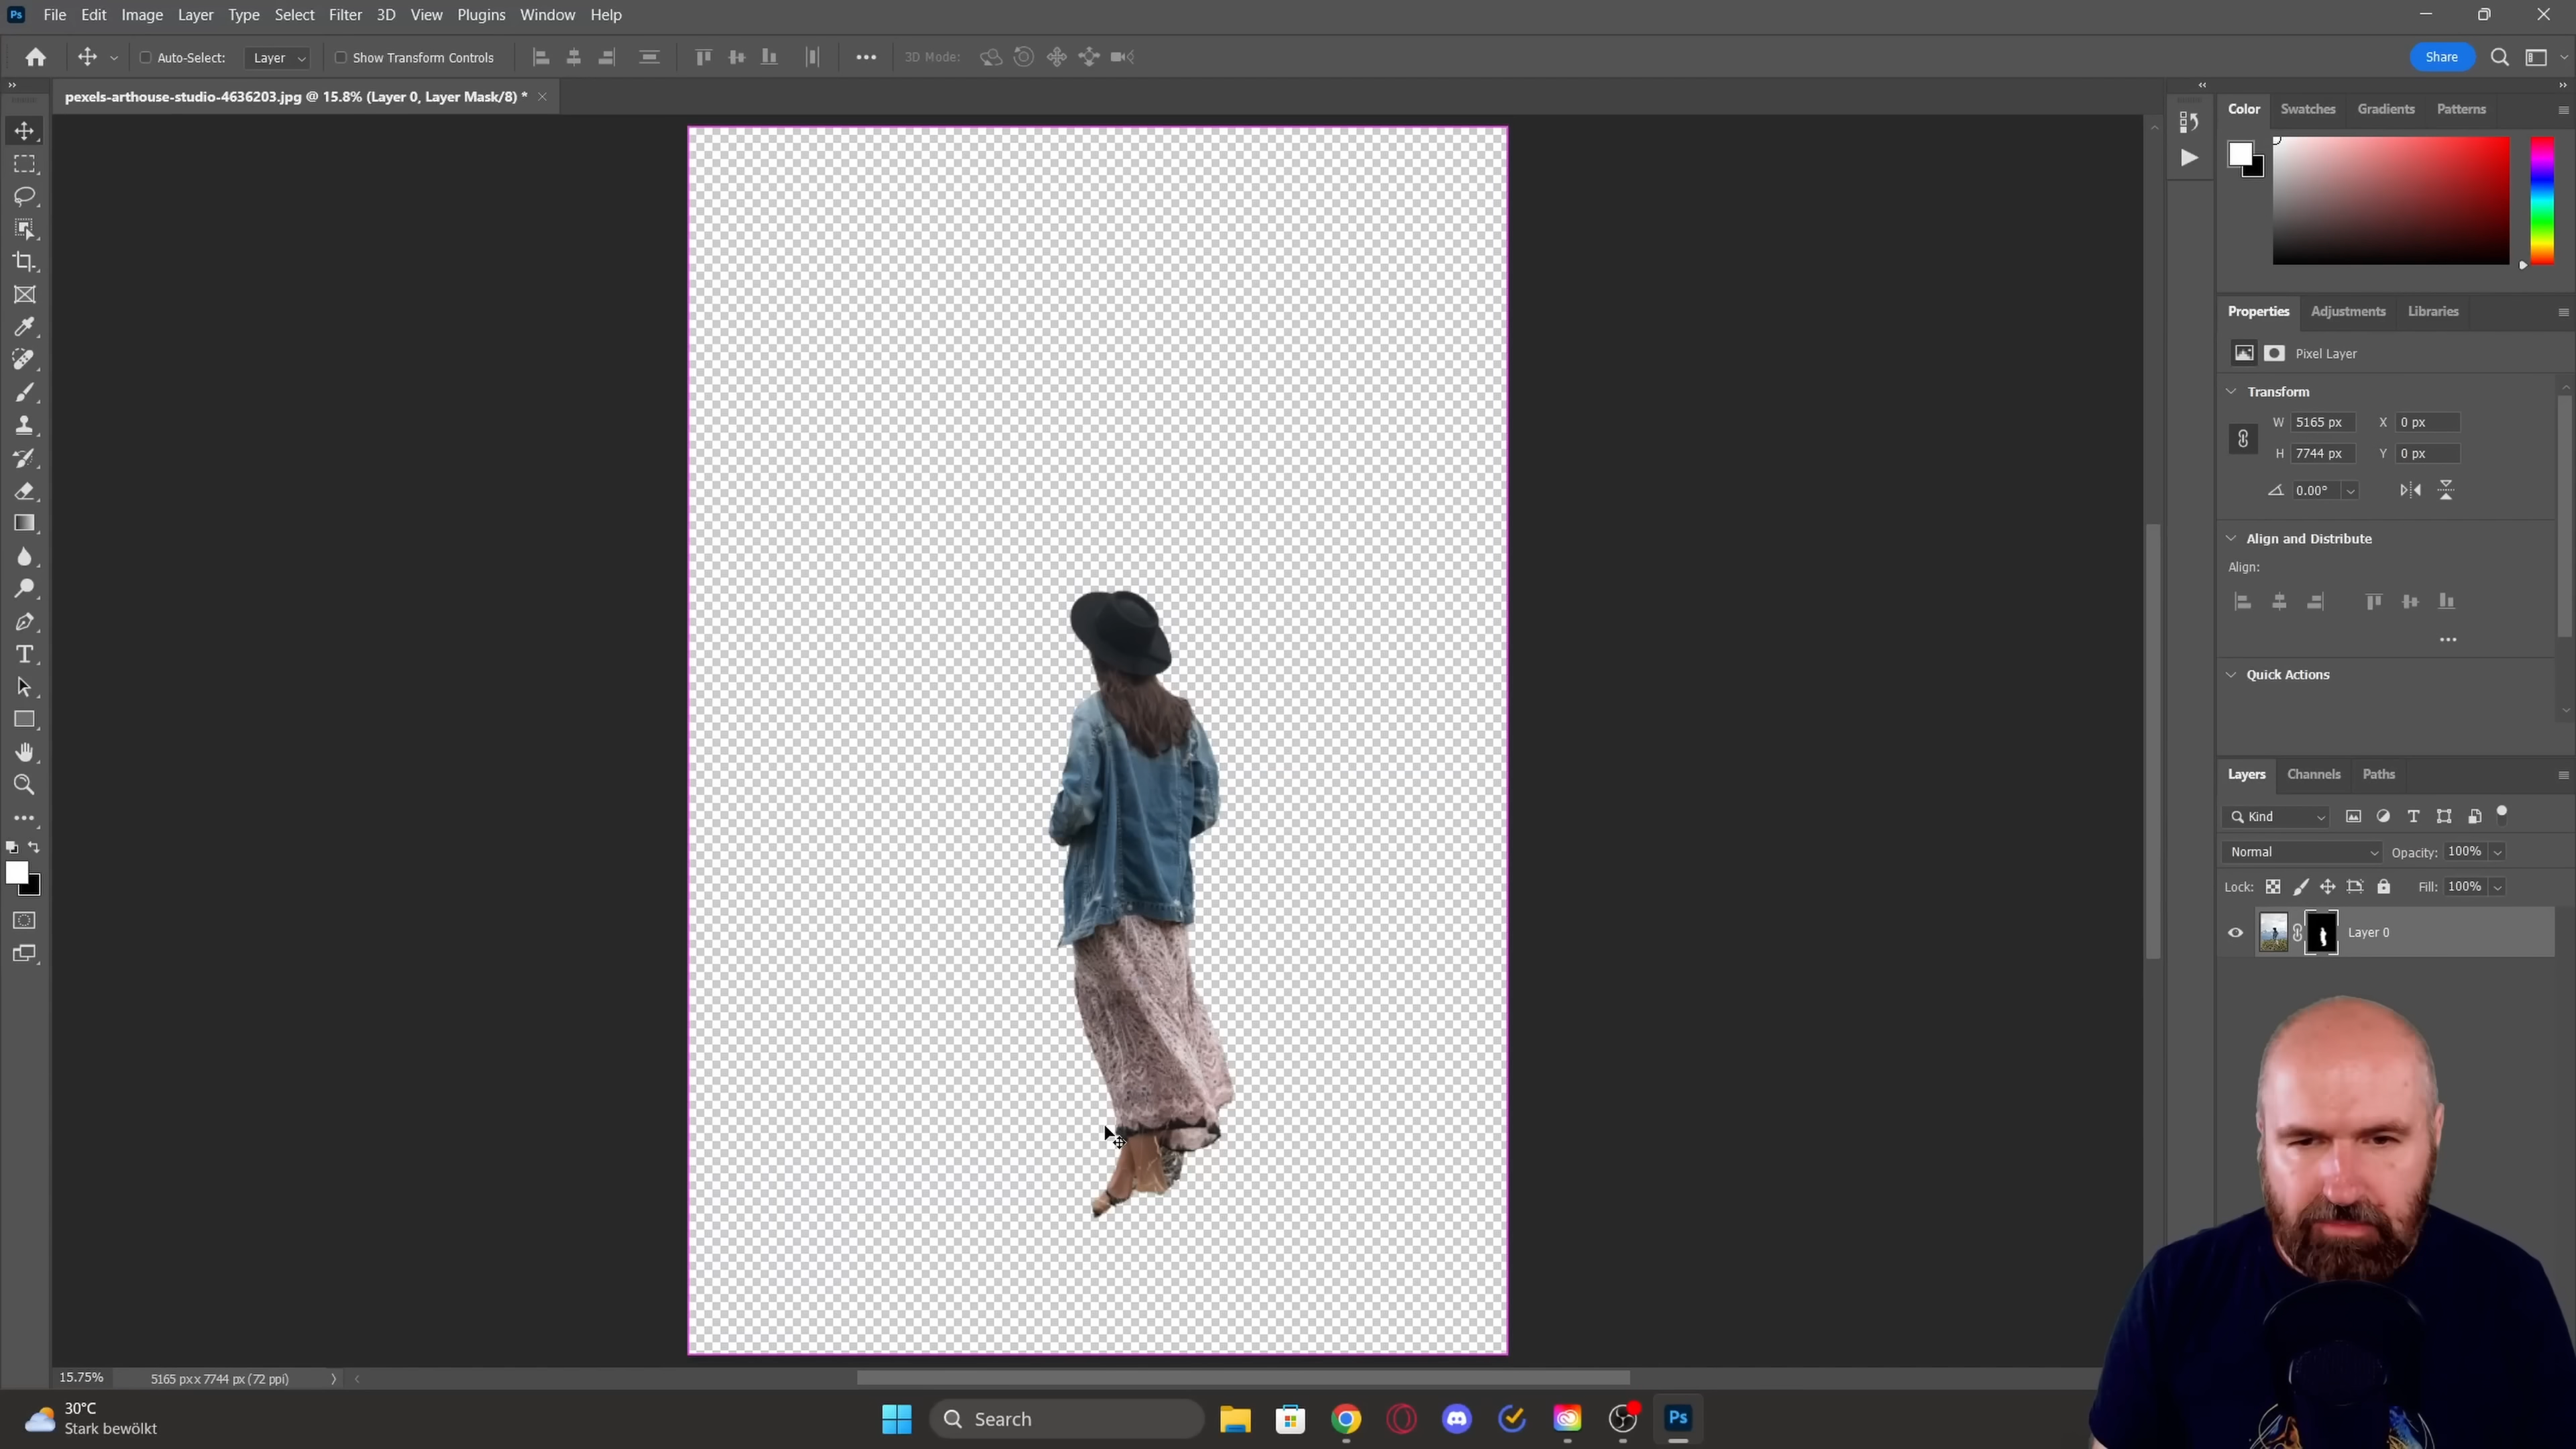 Ps File Edit Image Layer Type Select Filter 3D View Plugins Window Help
Auto-Select: Layer Show Transform Controls 3D Mode: Share
pexels-arthouse-studio-4636203.jpg @ 15.8% (Layer 0, Layer Mask/8) *
Color Swatches Gradients Patterns
Properties Adjustments Libraries
Pixel Layer
Transform
W 5165 px X 0 px
H 7744 px Y 0 px
0.00°
Align and Distribute
Align:
Quick Actions
Layers Channels Paths
Kind
Normal Opacity: 100%
Lock: Fill: 100%
Layer 0
15.75% 5165 px x 7744 px (72 ppi)
30°C
Stark bewölkt
Search
Ps